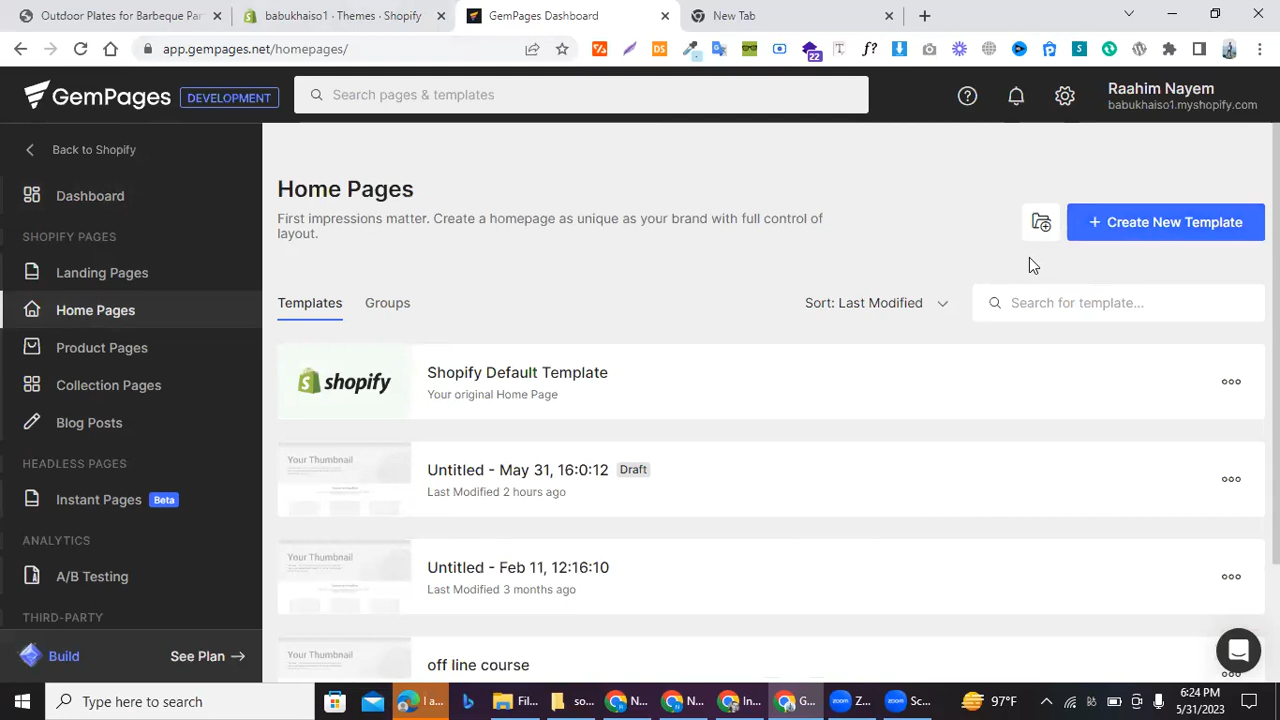 Outdoor Plates for Barbeque Par
babukhaiso1 · Themes · Shopify
GemPages Dashboard
New Tab
app.gempages.net/homepages/
22
GemPages
DEVELOPMENT
Search pages & templates
Raahim Nayem
babukhaiso1.myshopify.com
Back to Shopify
Dashboard
SHOPIFY PAGES
Landing Pages
Home Pages
Product Pages
Collection Pages
Blog Posts
HEADLESS PAGES
Instant Pages Beta
ANALYTICS
A/B Testing
THIRD-PARTY
Build
See Plan →
Home Pages
First impressions matter. Create a homepage as unique as your brand with full control of
layout.
+ Create New Template
Templates
Groups
Sort: Last Modified
Search for template...
shopify
Shopify Default Template
Your original Home Page
Your Thumbnail
Untitled - May 31, 16:0:12 Draft
Last Modified 2 hours ago
Your Thumbnail
Untitled - Feb 11, 12:16:10
Last Modified 3 months ago
off line course
Type here to search
I a...
Fil...
so...
N...
N...
In...
G...
Z...
Sc...
97°F
6:24 PM
5/31/2023